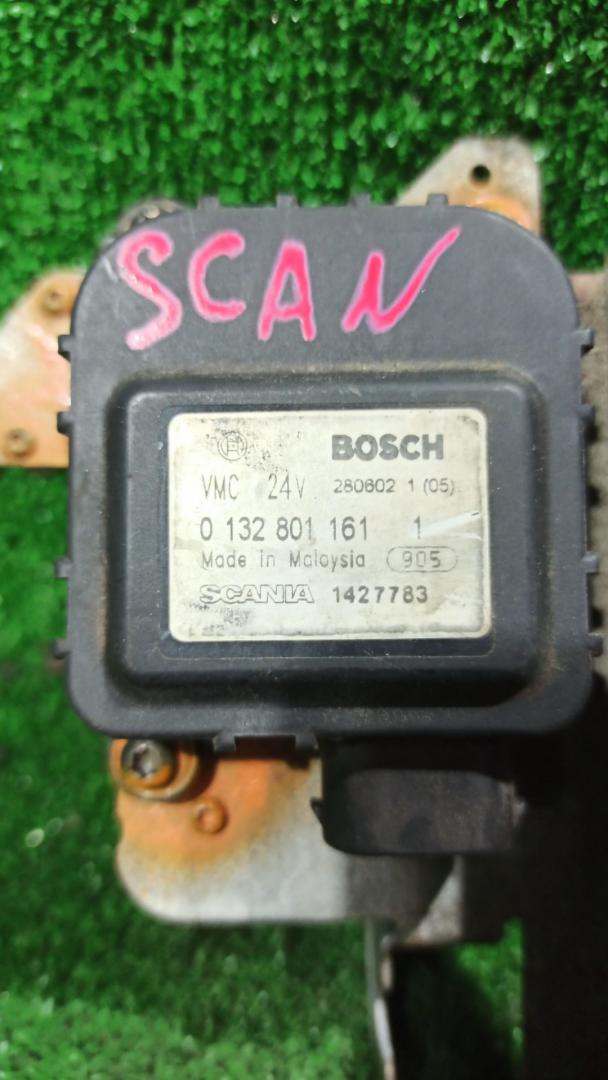 SCAN
BOSCH
VMC 24V 280602 1 (05)
0 132 801 161 1
Made in Malaysia 905
SCANIA 1427783